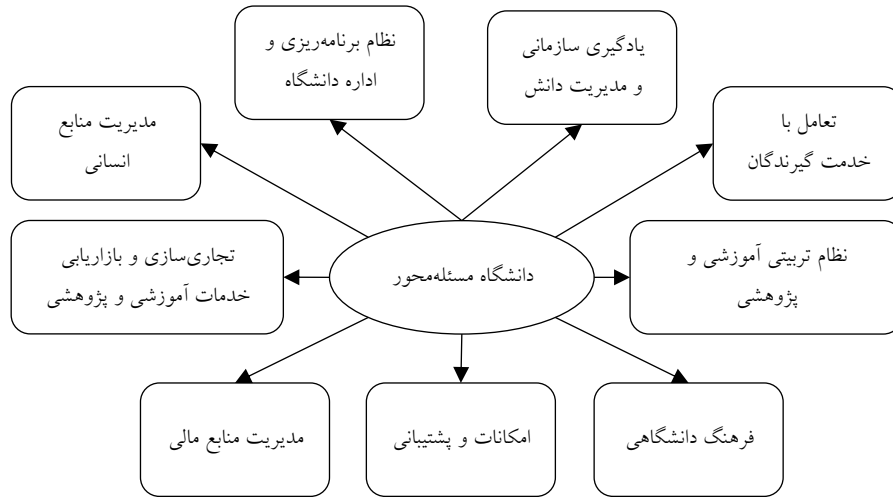 یادگیری سازمانی
و مدیریت دانش
نظام برنامه‌ریزی و
اداره دانشگاه
تعامل با
خدمت گیرندگان
مدیریت منابع
انسانی
نظام تربیتی آموزشی و
پژوهشی
دانشگاه مسئله‌محور
تجاری‌سازی و بازاریابی
خدمات آموزشی و پژوهشی
فرهنگ دانشگاهی
امکانات و پشتیبانی
مدیریت منابع مالی